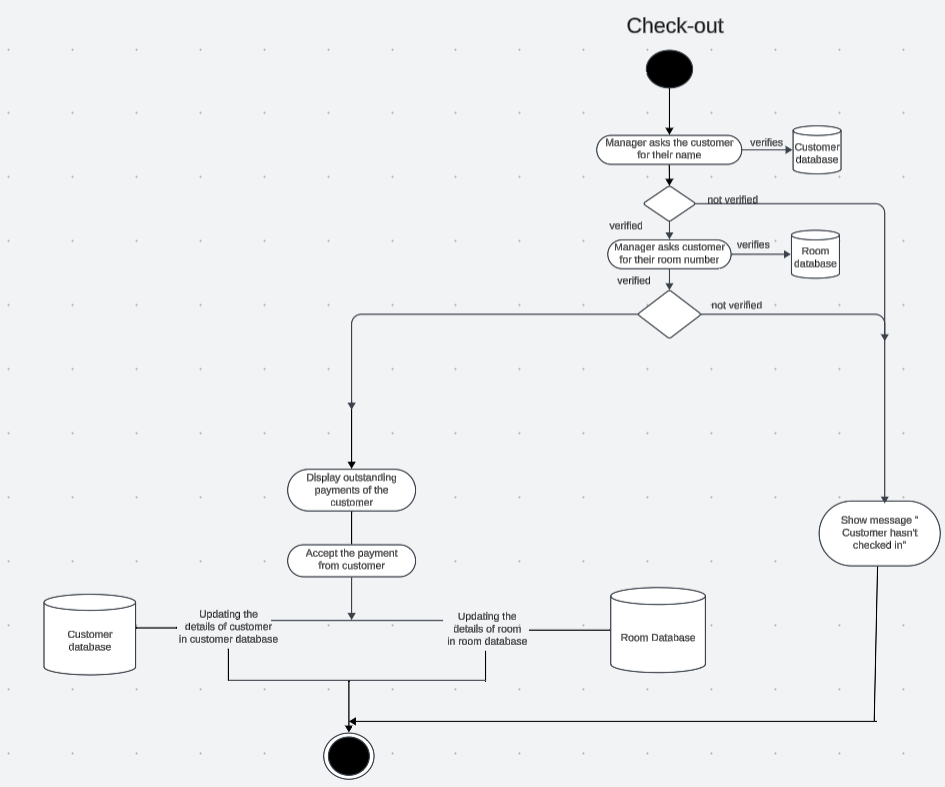 Check-out
Manager asks the customer
for their name
verifies
Customer
database
not verified
verified
Manager asks customer
for their room number
verifies
Room
database
verified
not verified
Display outstanding
payments of the
customer
Show message "
Customer hasn't
checked in"
Accept the payment
from customer
Updating the
details of customer
in customer database
Updating the
details of room
in room database
Customer
database
Room Database